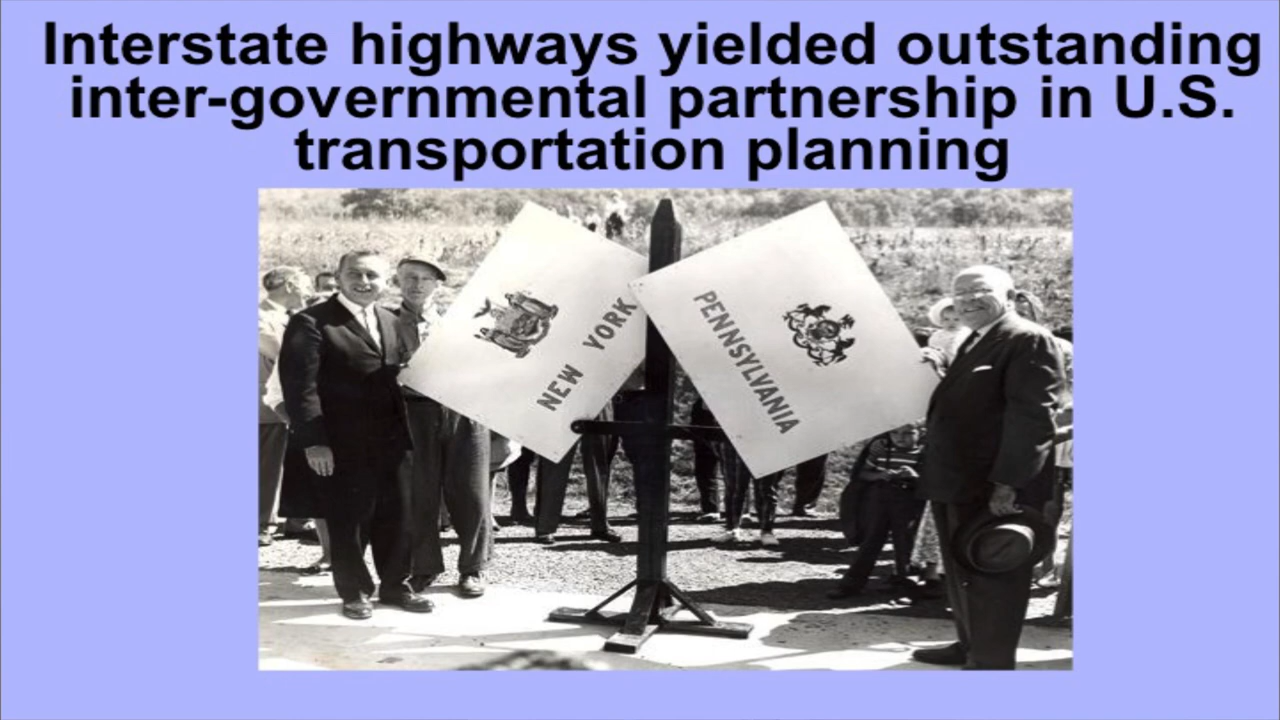 Interstate highways yielded outstanding
inter-governmental partnership in U.S.
transportation planning
NEW YORK
PENNSYLVANIA